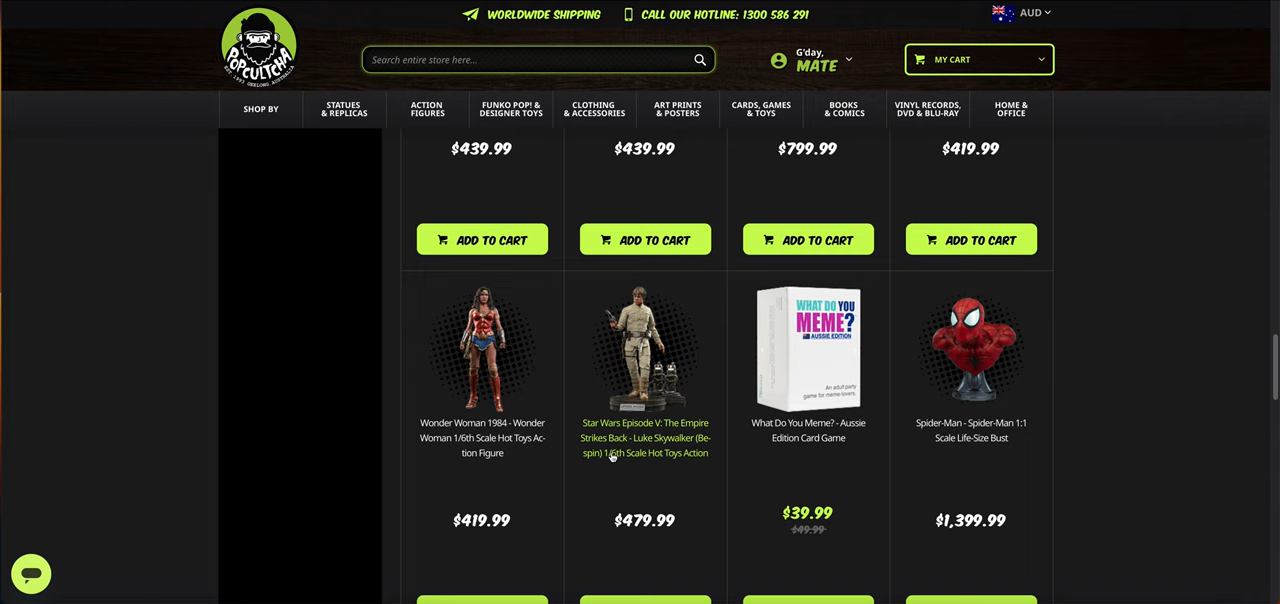 WORLDWIDE SHIPPING
CALL OUR HOTLINE: 1300 586 291
AUD
POPCULTCHA
EST. 1993 GEELONG, AUSTRALIA
Search entire store here...
G'day,
MATE
MY CART
SHOP BY
STATUES
& REPLICAS
ACTION
FIGURES
FUNKO POP! &
DESIGNER TOYS
CLOTHING
& ACCESSORIES
ART PRINTS
& POSTERS
CARDS, GAMES
& TOYS
BOOKS
& COMICS
VINYL RECORDS,
DVD & BLU-RAY
HOME &
OFFICE
$439.99
$439.99
$799.99
$419.99
ADD TO CART
ADD TO CART
ADD TO CART
ADD TO CART
WHAT DO YOU
MEME?
AUSSIE EDITION
An adult party
game for meme-lovers.
Wonder Woman 1984 - Wonder
Woman 1/6th Scale Hot Toys Ac-
tion Figure
Star Wars Episode V: The Empire
Strikes Back - Luke Skywalker (Be-
spin) 1/6th Scale Hot Toys Action
What Do You Meme? - Aussie
Edition Card Game
Spider-Man - Spider-Man 1:1
Scale Life-Size Bust
$419.99
$479.99
$39.99
$49.99
$1,399.99